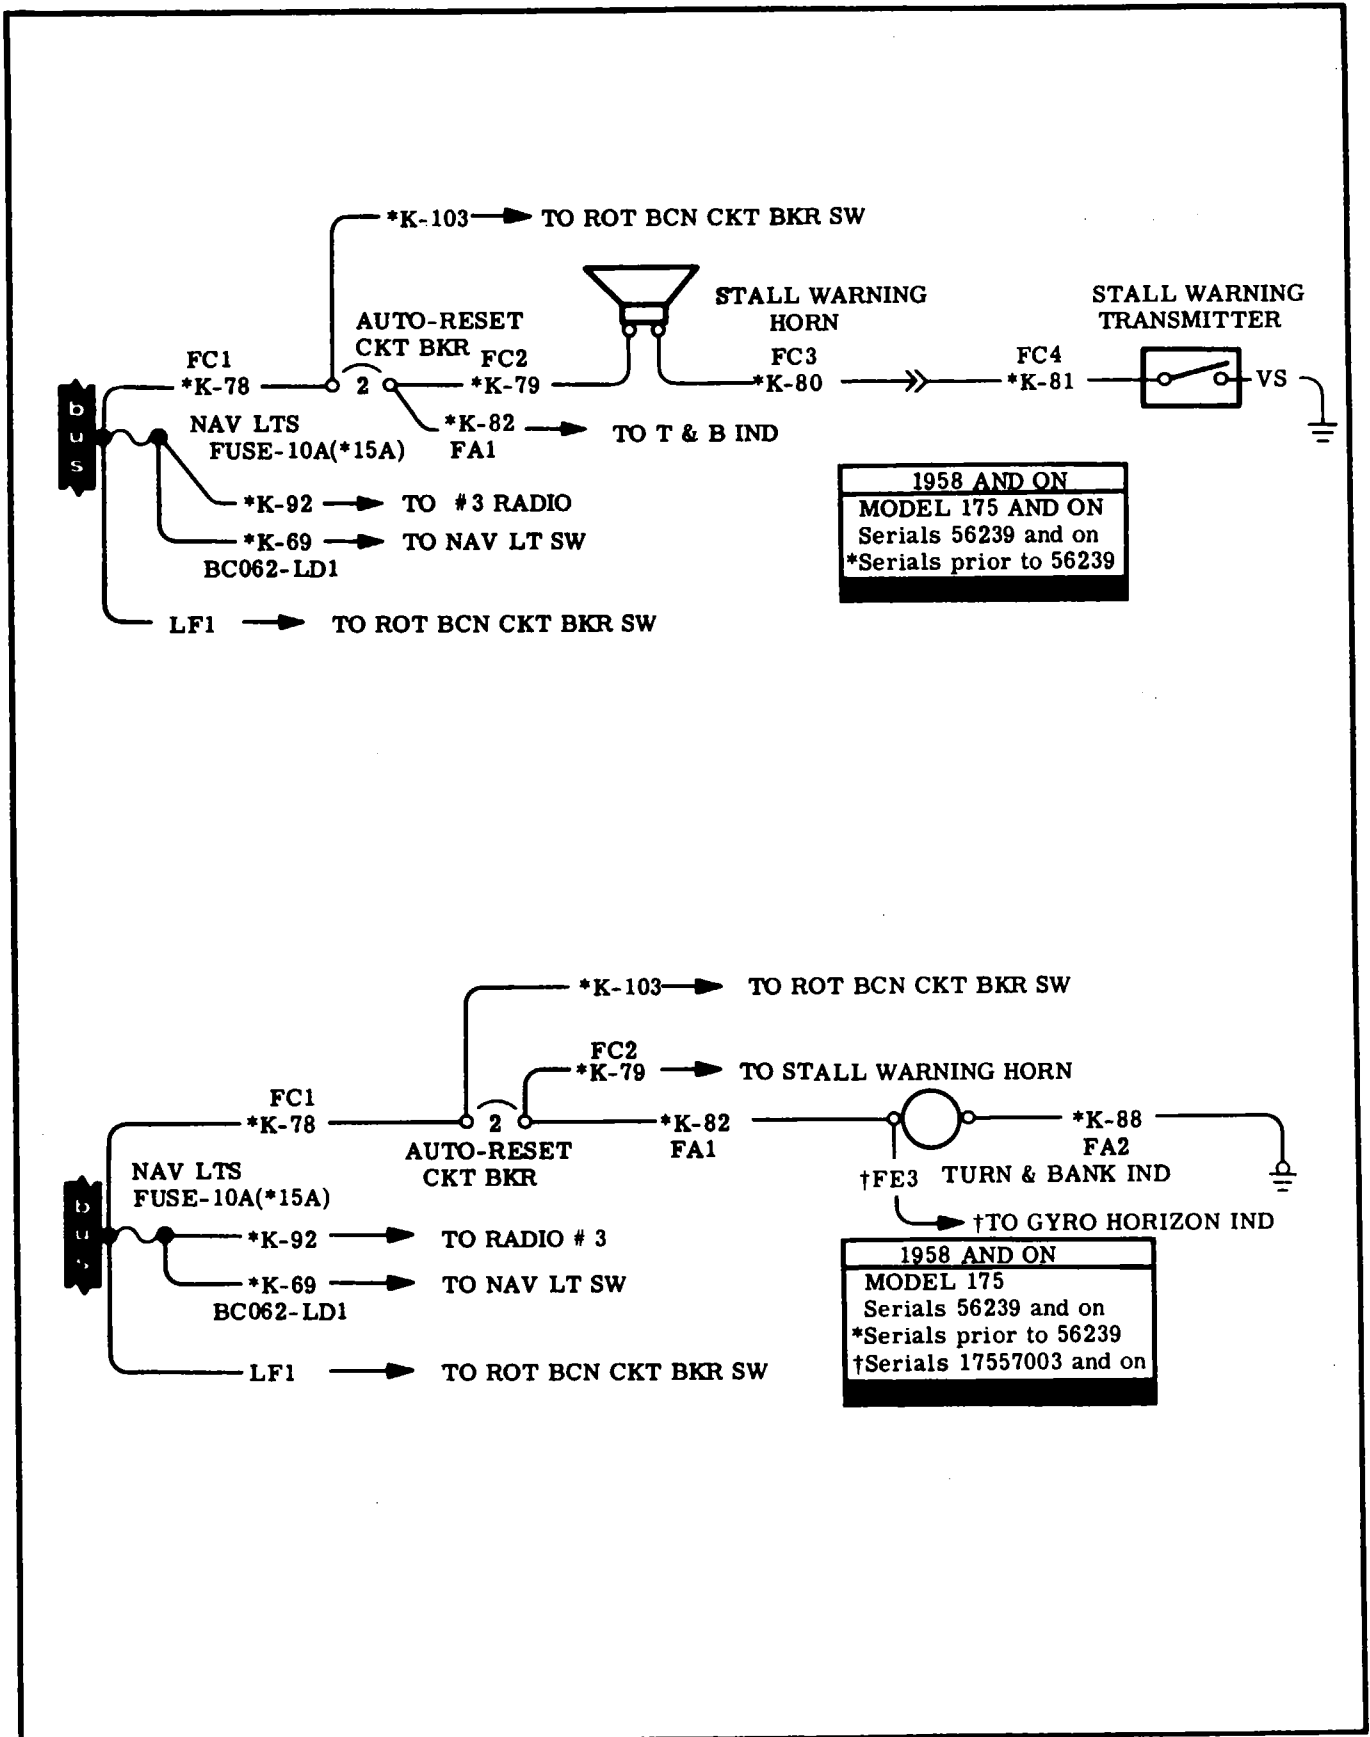 *K-103 TO ROT BCN CKT BKR SW
STALL WARNING
HORN
STALL WARNING
TRANSMITTER
AUTO-RESET
CKT BKR
FC1
*K-78
2
FC2
*K-79
FC3
*K-80
FC4
*K-81
VS
bus
NAV LTS
FUSE-10A(*15A)
*K-82
FA1
TO T & B IND
*K-92 TO #3 RADIO
*K-69 TO NAV LT SW
BC062-LD1
LF1 TO ROT BCN CKT BKR SW
1958 AND ON
MODEL 175 AND ON
Serials 56239 and on
*Serials prior to 56239
*K-103 TO ROT BCN CKT BKR SW
FC2
*K-79 TO STALL WARNING HORN
FC1
*K-78
2
AUTO-RESET
CKT BKR
*K-82
FA1
*K-88
FA2
†FE3
TURN & BANK IND
†TO GYRO HORIZON IND
NAV LTS
FUSE-10A(*15A)
bus
*K-92 TO RADIO # 3
*K-69 TO NAV LT SW
BC062-LD1
LF1 TO ROT BCN CKT BKR SW
1958 AND ON
MODEL 175
Serials 56239 and on
*Serials prior to 56239
†Serials 17557003 and on